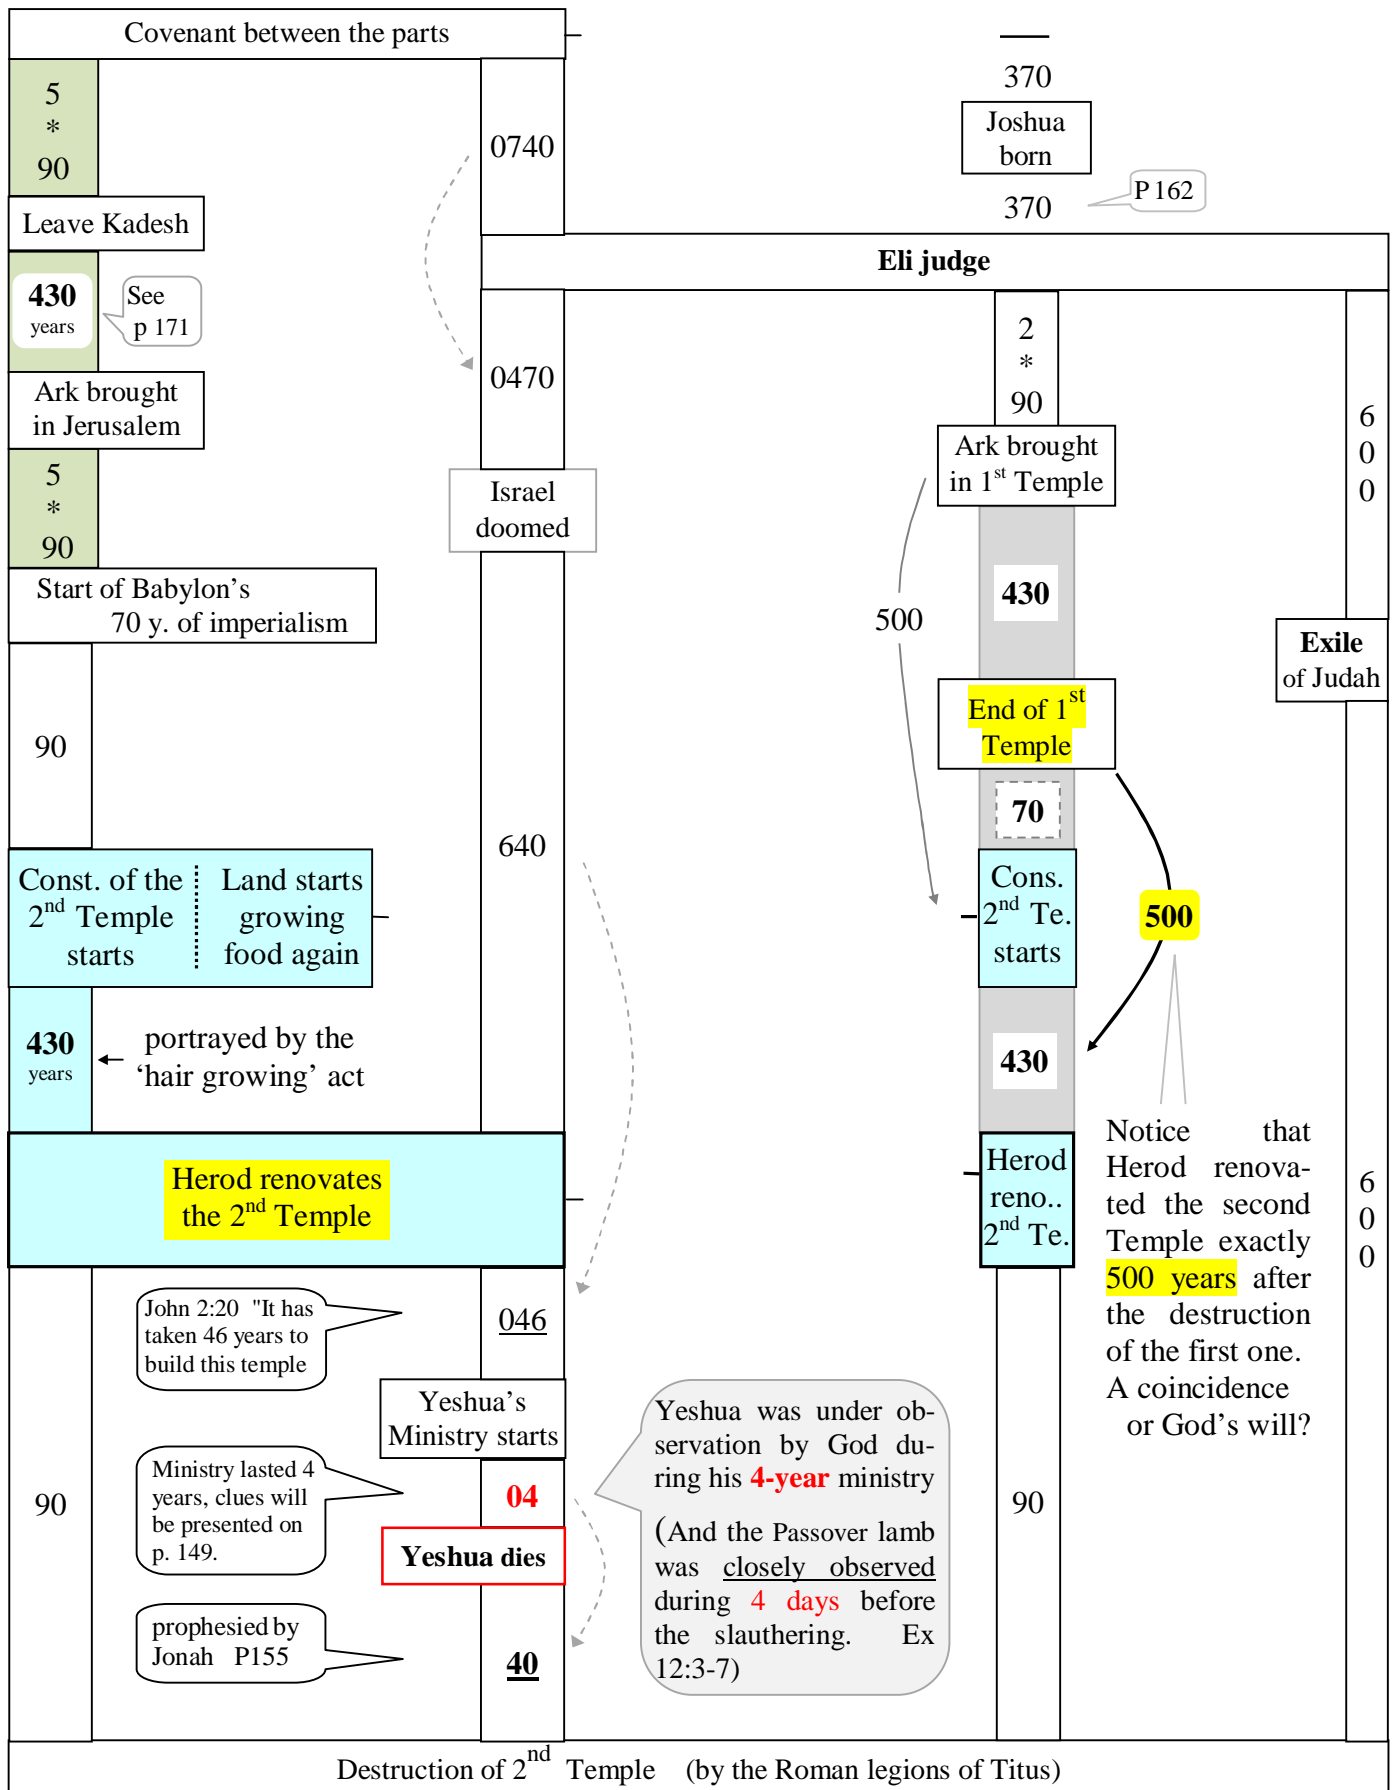 Covenant between the parts
5
*
90
Leave Kadesh
430
years
See
p 171
Ark brought
in Jerusalem
5
*
90
Start of Babylon’s
70 y. of imperialism
90
Const. of the
2nd Temple
starts
Land starts
growing
food again
430
years
portrayed by the
‘hair growing’ act
Herod renovates
the 2nd Temple
90
0740
0470
Israel
doomed
640
John 2:20 "It has
taken 46 years to
build this temple
046
Yeshua’s
Ministry starts
Ministry lasted 4
years, clues will
be presented on
p. 149.
04
Yeshua dies
prophesied by
Jonah P155
40
Yeshua was under ob-
servation by God du-
ring his 4-year ministry
(And the Passover lamb
was closely observed
during 4 days before
the slauthering. Ex
12:3-7)
370
Joshua
born
370
P 162
Eli judge
2
*
90
Ark brought
in 1st Temple
500
430
End of 1st
Temple
70
Cons.
2nd Te.
starts
500
430
Herod
reno..
2nd Te.
90
Notice that
Herod renova-
ted the second
Temple exactly
500 years after
the destruction
of the first one.
A coincidence
or God’s will?
6
0
0
Exile
of Judah
6
0
0
Destruction of 2nd Temple (by the Roman legions of Titus)